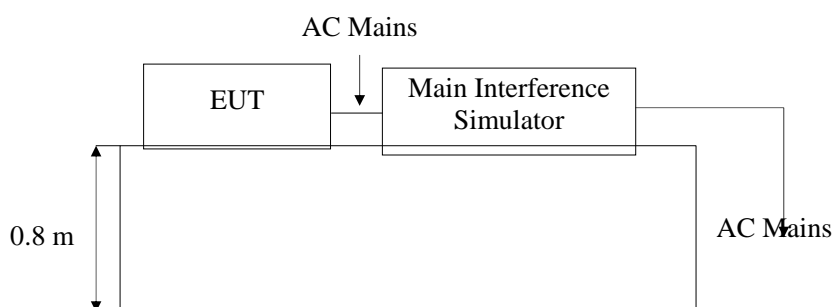 AC Mains
EUT
Main Interference
Simulator
0.8 m
AC Mains